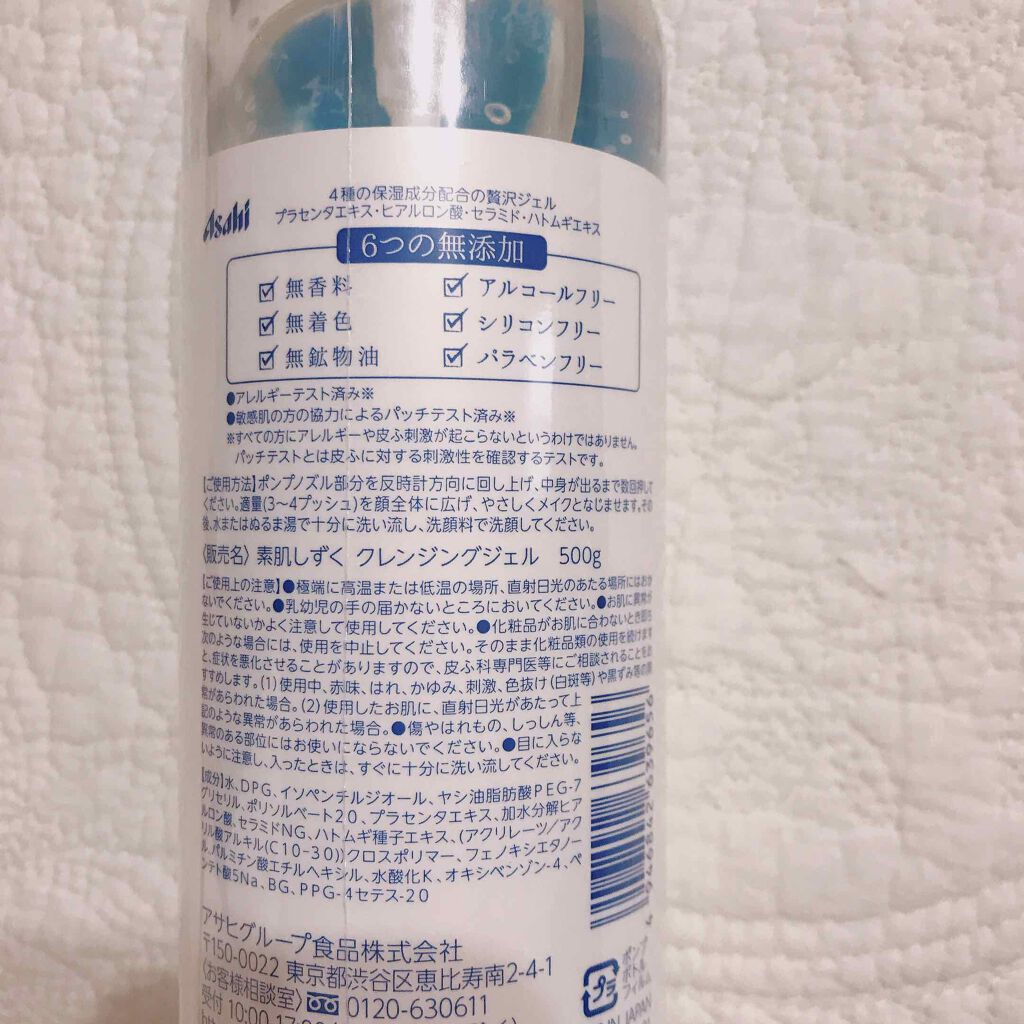 Asahi
4種の保湿成分配合の贅沢ジェル
プラセンタエキス・ヒアルロン酸・セラミド・ハトムギエキス
6つの無添加
無香料 アルコールフリー
無着色 シリコンフリー
無鉱物油 パラベンフリー
●アレルギーテスト済み※
●敏感肌の方の協力によるパッチテスト済み※
※すべての方にアレルギーや皮ふ刺激が起こらないというわけではありません。
パッチテストとは皮ふに対する刺激性を確認するテストです。
【ご使用方法】ポンプノズル部分を反時計方向に回し上げ、中身が出るまで数回押して
ください。適量(3～4プッシュ)を顔全体に広げ、やさしくメイクとなじませます。その
後、水またはぬるま湯で十分に洗い流し、洗顔料で洗顔してください。
〈販売名〉素肌しずく クレンジングジェル 500g
【ご使用上の注意】●極端に高温または低温の場所、直射日光のあたる場所にはおか
ないでください。●乳幼児の手の届かないところにおいてください。●お肌に異常が
生じていないかよく注意して使用してください。●化粧品がお肌に合わないとき即ち
次のような場合には、使用を中止してください。そのまま化粧品類の使用を続けます
と、症状を悪化させることがありますので、皮ふ科専門医等にご相談されることをお
すすめします。(1)使用中、赤味、はれ、かゆみ、刺激、色抜け(白斑等)や黒ずみ等の異
常があらわれた場合。(2)使用したお肌に、直射日光があたって上
記のような異常があらわれた場合。●傷やはれもの、しっしん等、
異常のある部位にはお使いにならないでください。●目に入らな
いように注意し、入ったときは、すぐに十分に洗い流してください。
【成分】水、DPG、イソペンチルジオール、ヤシ油脂肪酸PEG-7
グリセリル、ポリソルベート20、プラセンタエキス、加水分解ヒア
ルロン酸、セラミドNG、ハトムギ種子エキス、(アクリレーツ/アク
リル酸アルキル(C10-30))クロスポリマー、フェノキシエタノー
ル、パルミチン酸エチルヘキシル、水酸化K、オキシベンゾン-4、ペ
ンテト酸5Na、BG、PPG-4セテス-20
アサヒグループ食品株式会社
〒150-0022 東京都渋谷区恵比寿南2-4-1
〈お客様相談室〉 0120-630611
受付 10:00-17:00
プラ
ポンプ
ボトル
フィルム
IN JAPAN